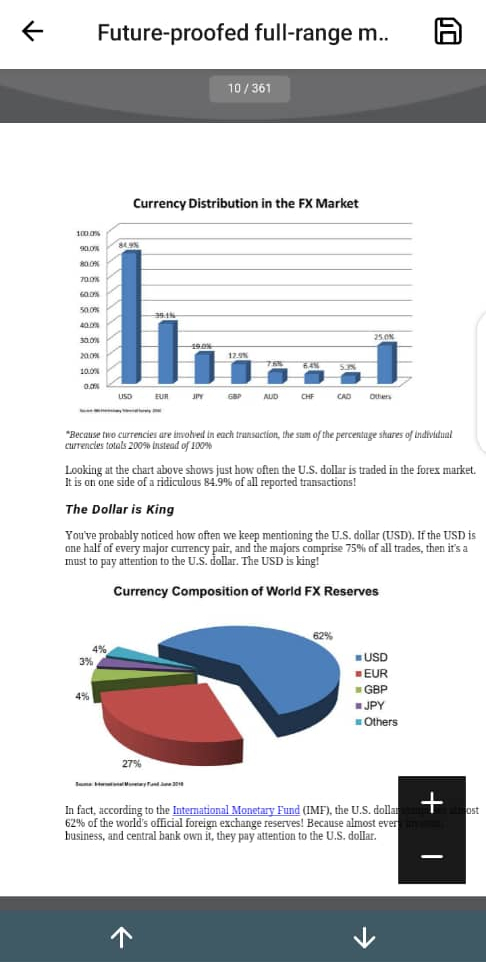 Future-proofed full-range m..
10 / 361
Currency Distribution in the FX Market
100.0%
90.0%
80.0%
70.0%
60.0%
50.0%
40.0%
30.0%
20.0%
10.0%
0.0%
84.9%
39.1%
19.0%
12.9%
7.6%
6.4%
5.3%
25.0%
USD EUR JPY GBP AUD CHF CAD Others
*Because two currencies are involved in each transaction, the sum of the percentage shares of individual
currencies totals 200% instead of 100%
Looking at the chart above shows just how often the U.S. dollar is traded in the forex market.
It is on one side of a ridiculous 84.9% of all reported transactions!
The Dollar is King
You've probably noticed how often we keep mentioning the U.S. dollar (USD). If the USD is
one half of every major currency pair, and the majors comprise 75% of all trades, then it's a
must to pay attention to the U.S. dollar. The USD is king!
Currency Composition of World FX Reserves
62%
4%
3%
4%
27%
USD
EUR
GBP
JPY
Others
Source: International Monetary Fund June 2010
In fact, according to the International Monetary Fund (IMF), the U.S. dollar
62% of the world's official foreign exchange reserves! Because almost every
business, and central bank own it, they pay attention to the U.S. dollar.